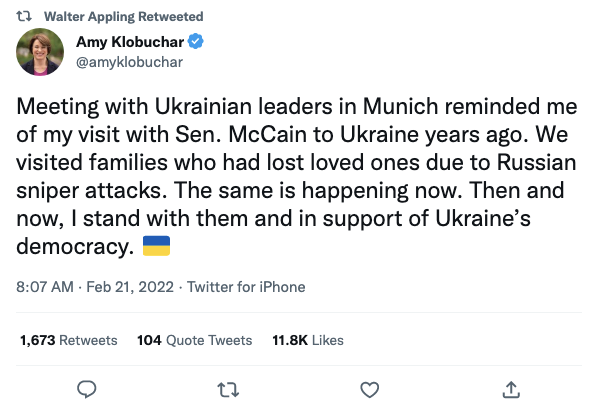 Walter Appling Retweeted
Amy Klobuchar
@amyklobuchar
Meeting with Ukrainian leaders in Munich reminded me
of my visit with Sen. McCain to Ukraine years ago. We
visited families who had lost loved ones due to Russian
sniper attacks. The same is happening now. Then and
now, I stand with them and in support of Ukraine’s
democracy. 🇺🇦
8:07 AM · Feb 21, 2022 · Twitter for iPhone
1,673 Retweets 104 Quote Tweets 11.8K Likes